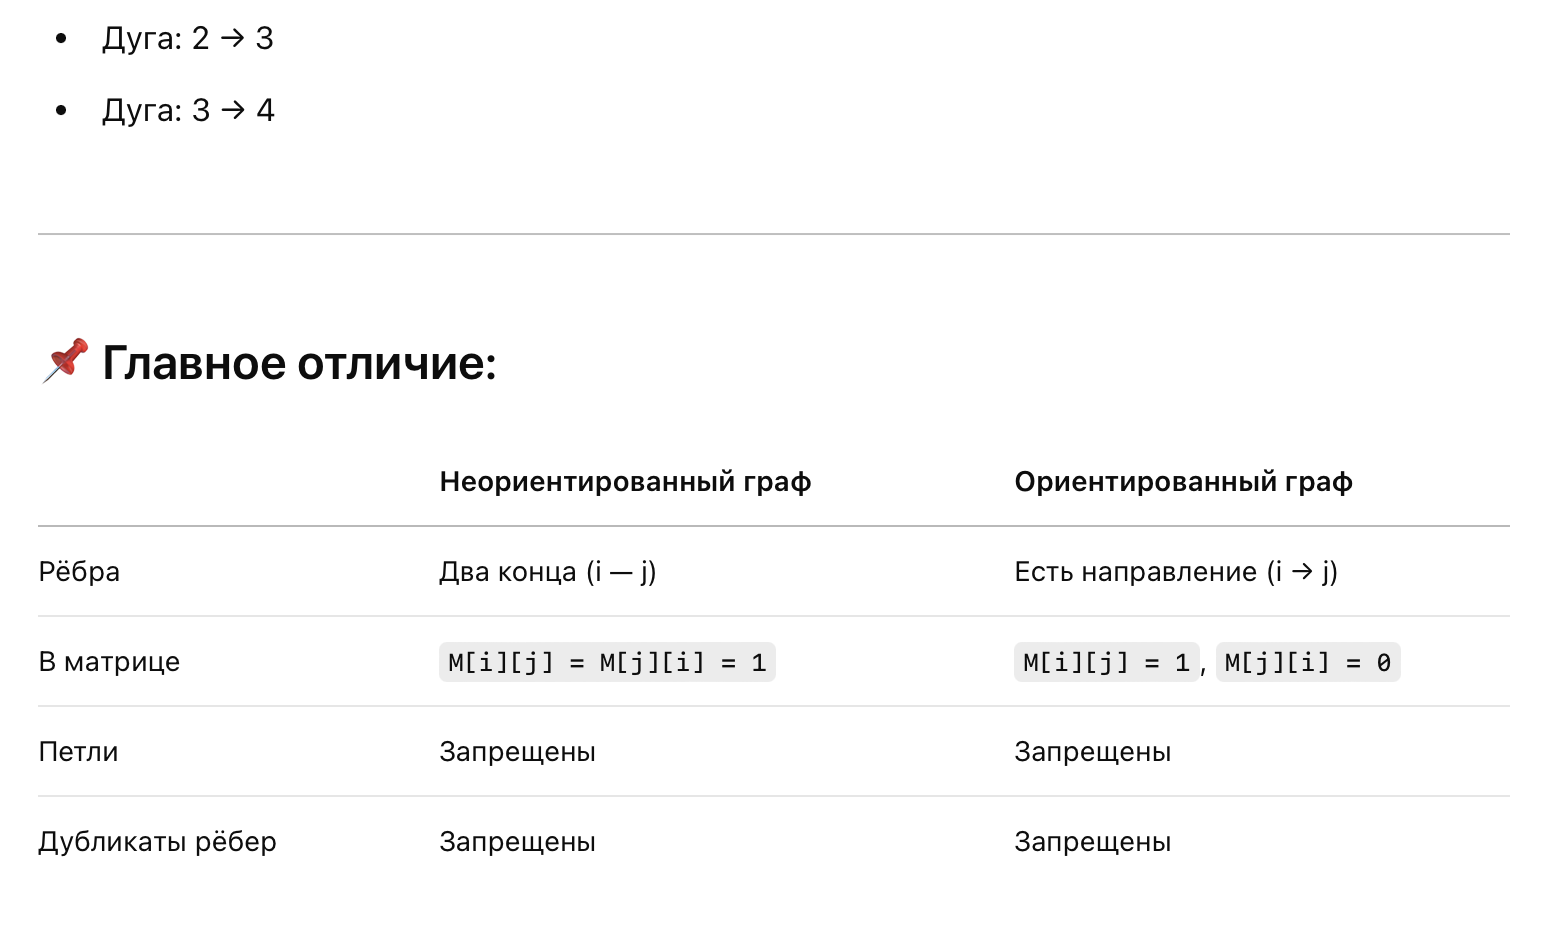 • Дуга: 2 → 3
• Дуга: 3 → 4
📌 Главное отличие:
Неориентированный граф Ориентированный граф
Рёбра Два конца (i — j) Есть направление (i → j)
В матрице M[i][j] = M[j][i] = 1 M[i][j] = 1, M[j][i] = 0
Петли Запрещены Запрещены
Дубликаты рёбер Запрещены Запрещены